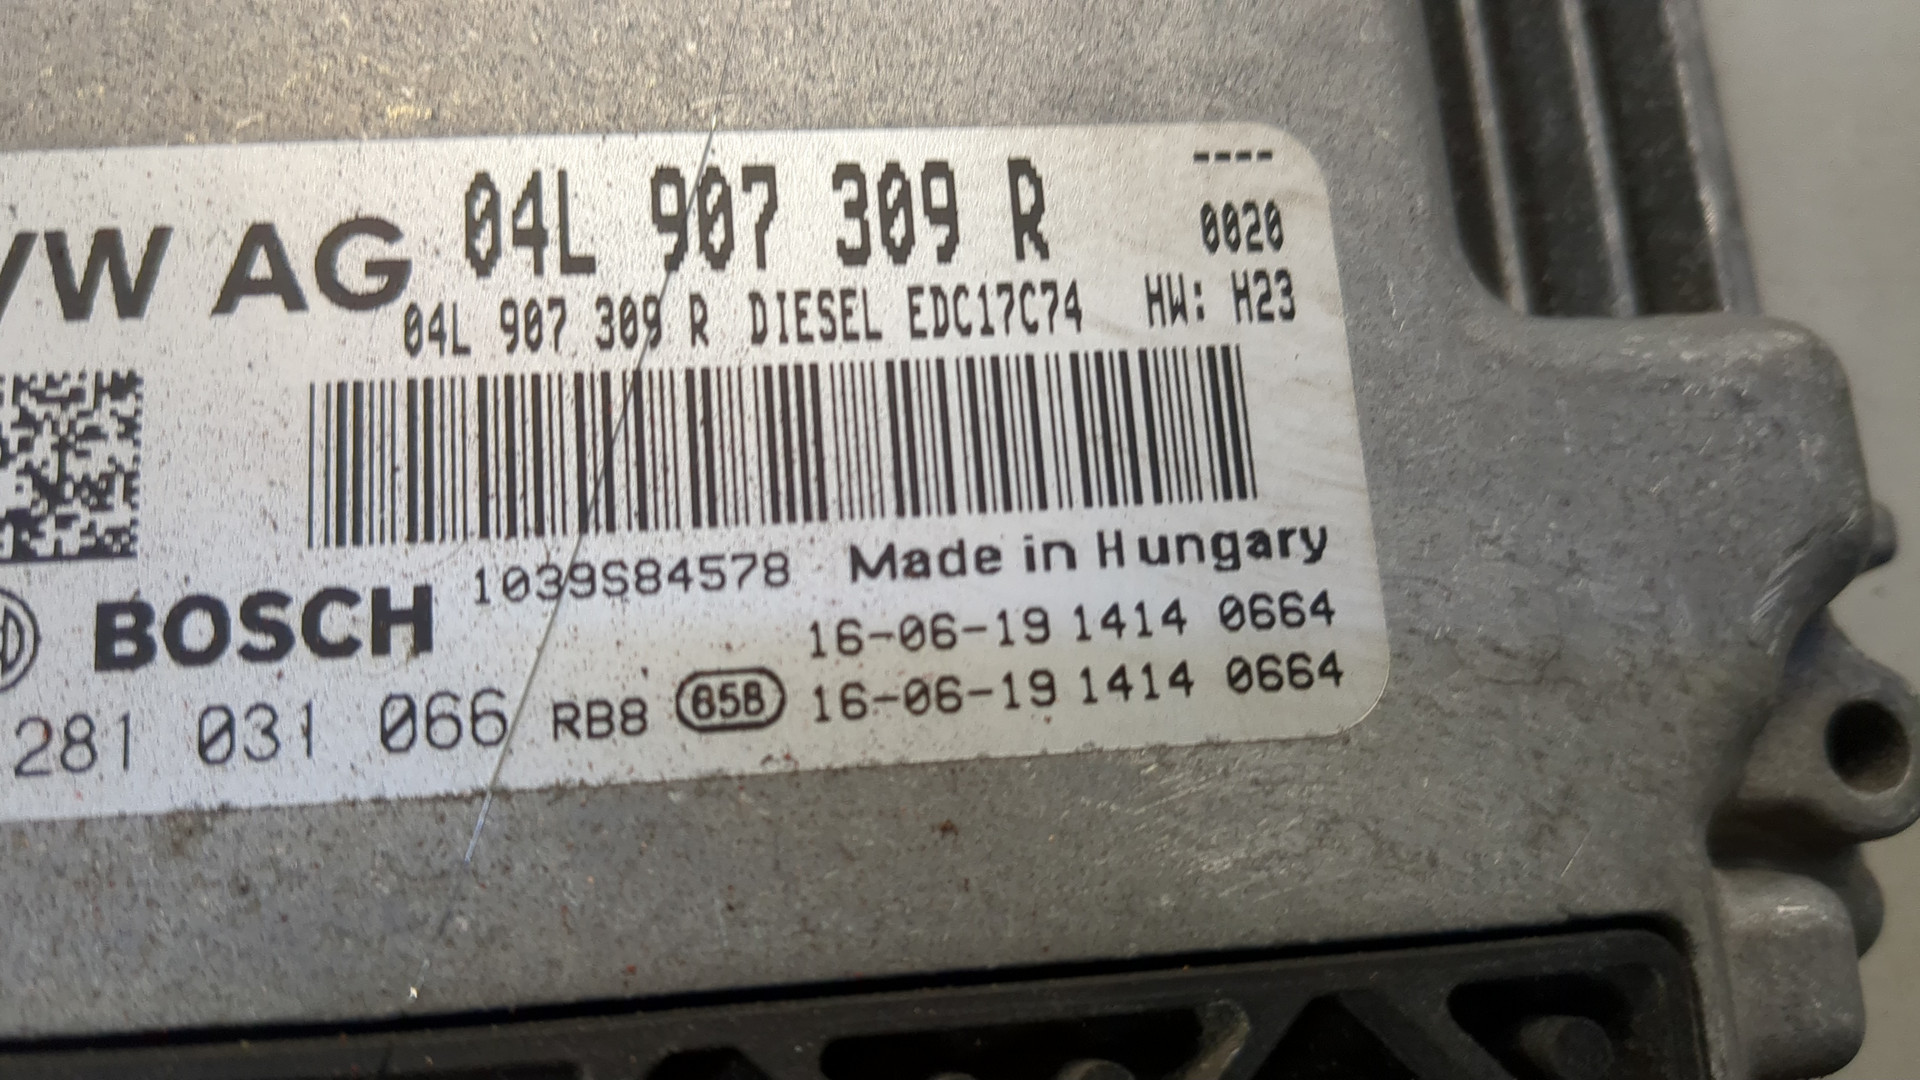 VW AG 04L 907 309 R ----
0020
04L 907 309 R DIESEL EDC17C74 HW: H23
1039S84578 Made in Hungary
BOSCH 16-06-19 1414 0664
281 031 066 RB8 858 16-06-19 1414 0664